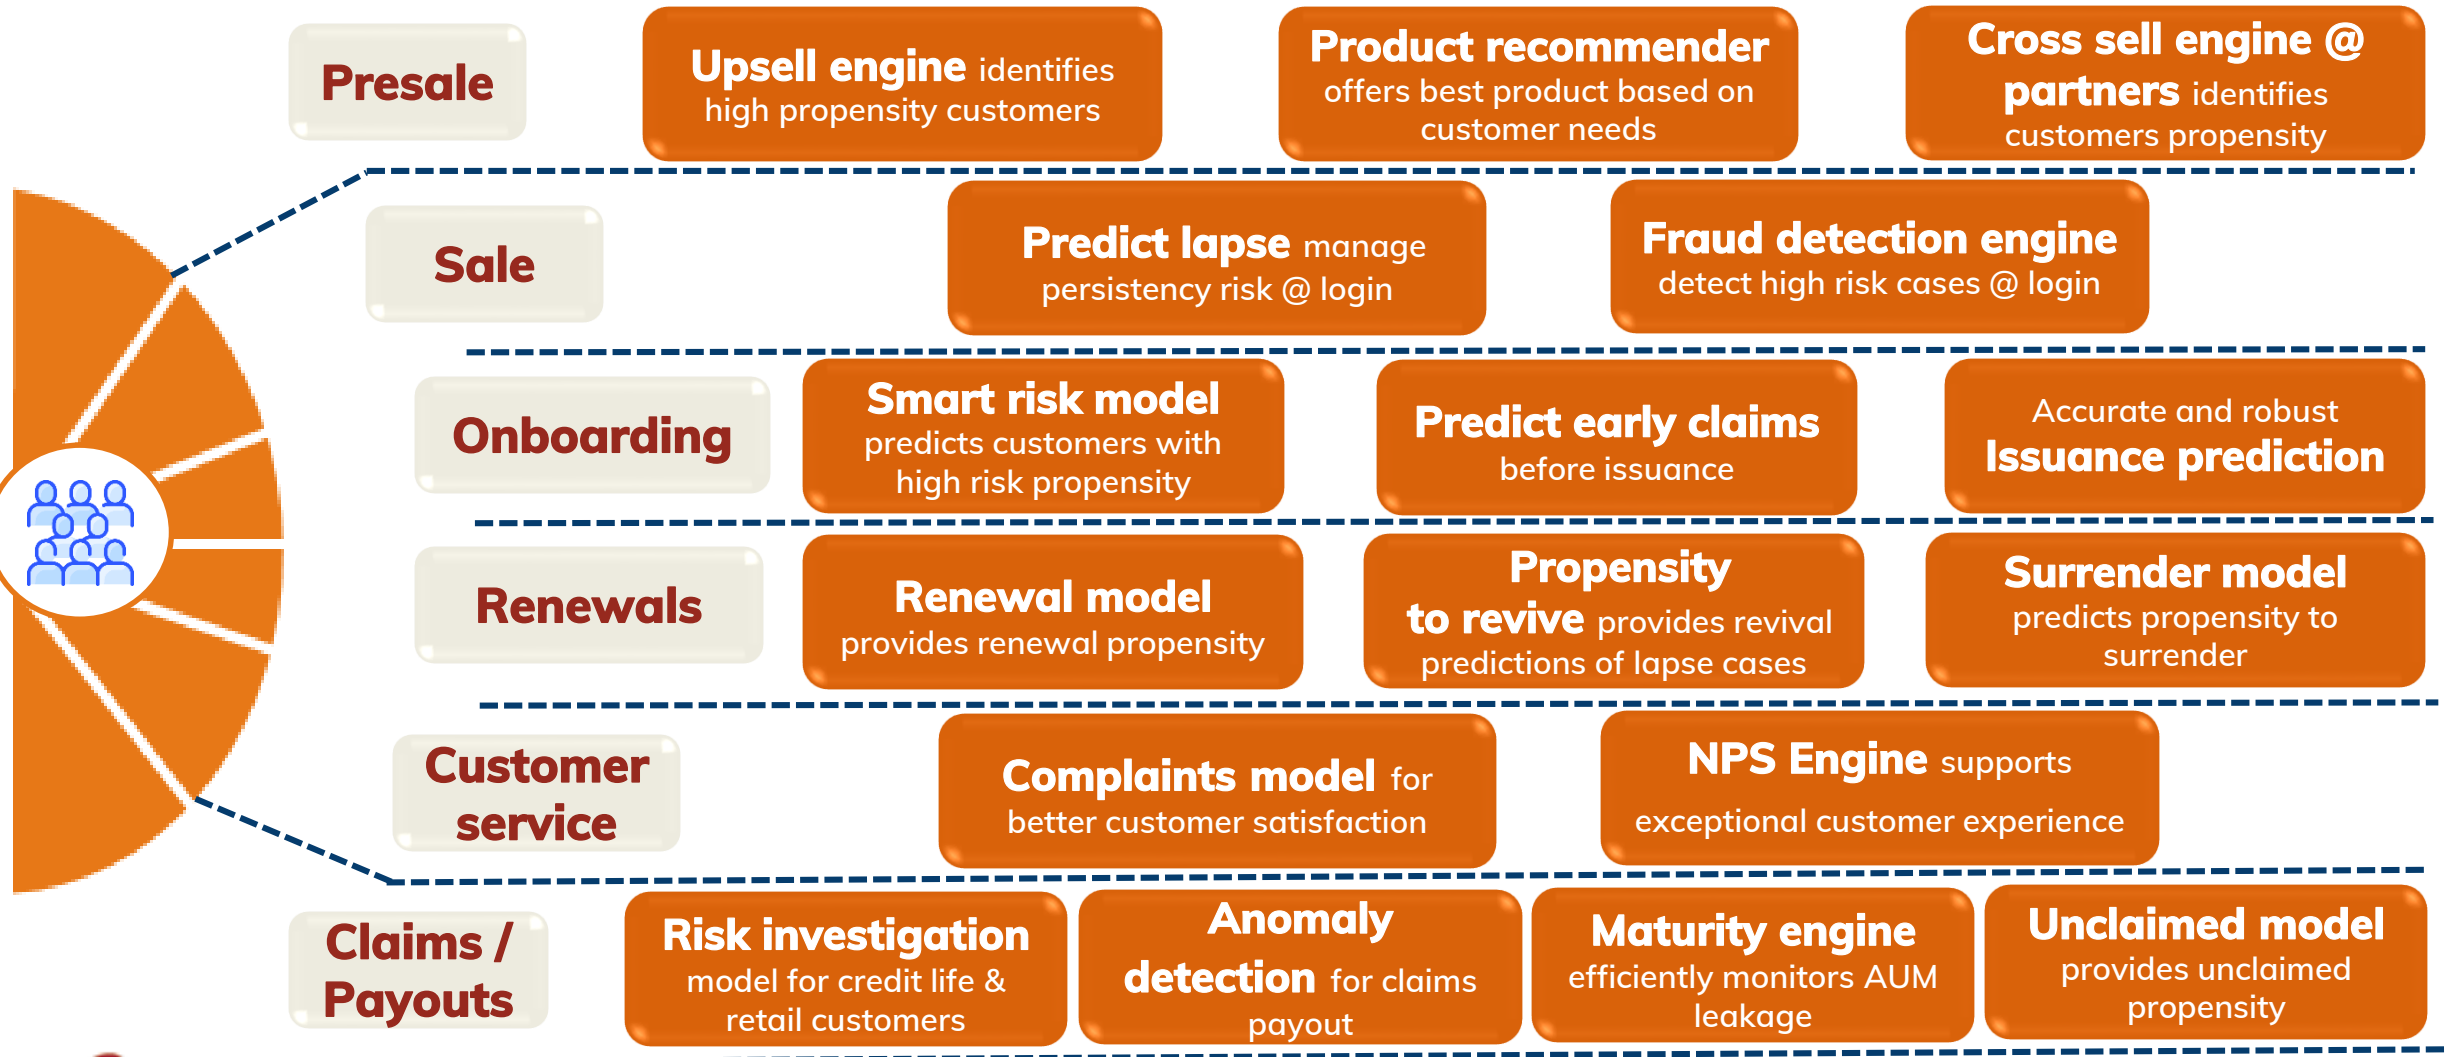 Presale
Upsell engine identifies
high propensity customers
Product recommender
offers best product based on
customer needs
Cross sell engine @
partners identifies
customers propensity
Sale
Predict lapse manage
persistency risk @ login
Fraud detection engine
detect high risk cases @ login
Onboarding
Smart risk model
predicts customers with
high risk propensity
Predict early claims
before issuance
Accurate and robust
Issuance prediction
Renewals
Renewal model
provides renewal propensity
Propensity
to revive provides revival
predictions of lapse cases
Surrender model
predicts propensity to
surrender
Customer
service
Complaints model for
better customer satisfaction
NPS Engine supports
exceptional customer experience
Claims /
Payouts
Risk investigation
model for credit life &
retail customers
Anomaly
detection for claims
payout
Maturity engine
efficiently monitors AUM
leakage
Unclaimed model
provides unclaimed
propensity